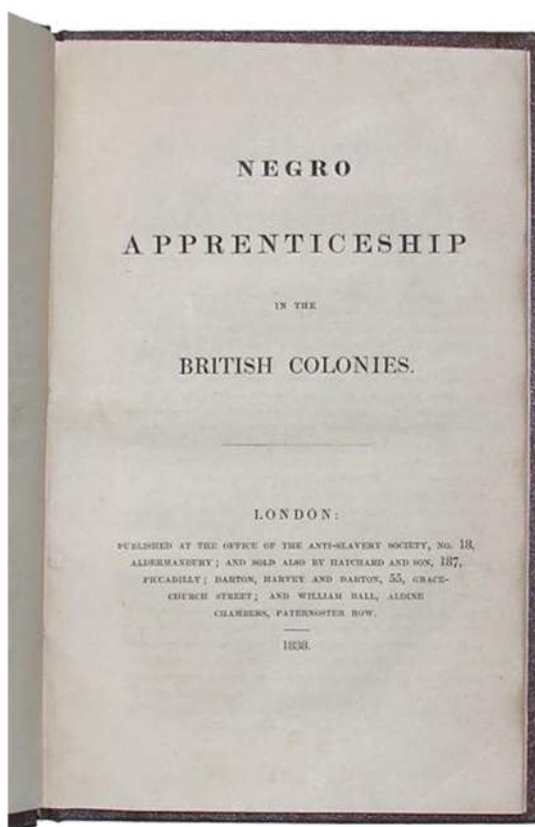 NEGRO
APPRENTICESHIP
IN THE
BRITISH COLONIES.
LONDON:
PUBLISHED AT THE OFFICE OF THE ANTI-SLAVERY SOCIETY, NO. 18,
ALDERMANBURY; AND SOLD ALSO BY HATCHARD AND SON, 187,
PICCADILLY; DARTON, HARVEY AND DARTON, 55, GRACE-
CHURCH STREET; AND WILLIAM BALL, ALDINE
CHAMBERS, PATERNOSTER ROW.
1838.